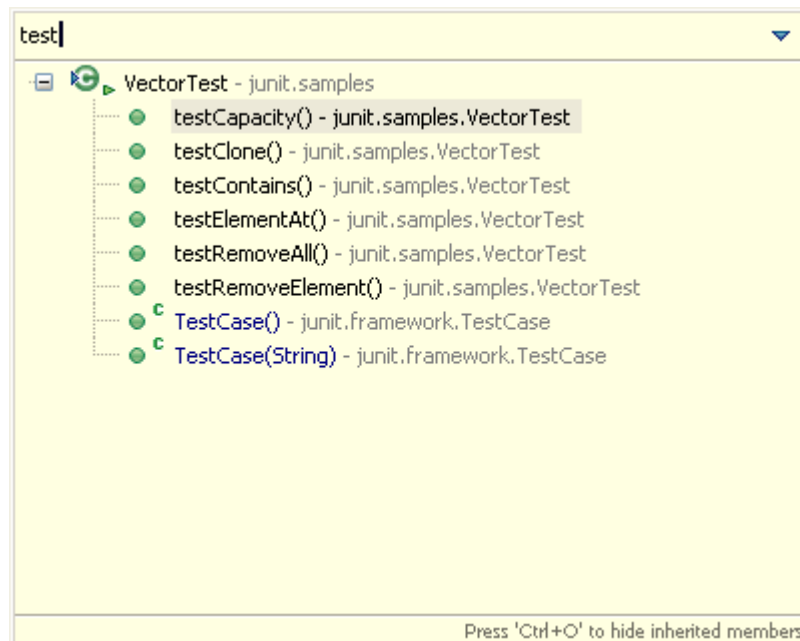 test
VectorTest - junit.samples
testCapacity() - junit.samples.VectorTest
testClone() - junit.samples.VectorTest
testContains() - junit.samples.VectorTest
testElementAt() - junit.samples.VectorTest
testRemoveAll() - junit.samples.VectorTest
testRemoveElement() - junit.samples.VectorTest
C TestCase() - junit.framework.TestCase
C TestCase(String) - junit.framework.TestCase
Press 'Ctrl+O' to hide inherited members